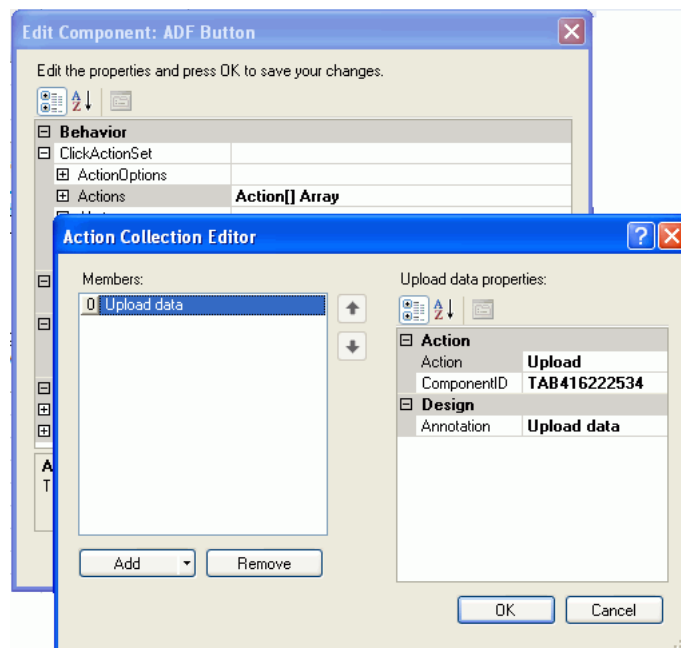 Edit Component: ADF Button
Edit the properties and press OK to save your changes.
Behavior
ClickActionSet
ActionOptions
Actions Action[] Array
Action Collection Editor
Members:
0 Upload data
Add
Remove
Upload data properties:
Action
Action Upload
ComponentID TAB416222534
Design
Annotation Upload data
OK
Cancel
A
T